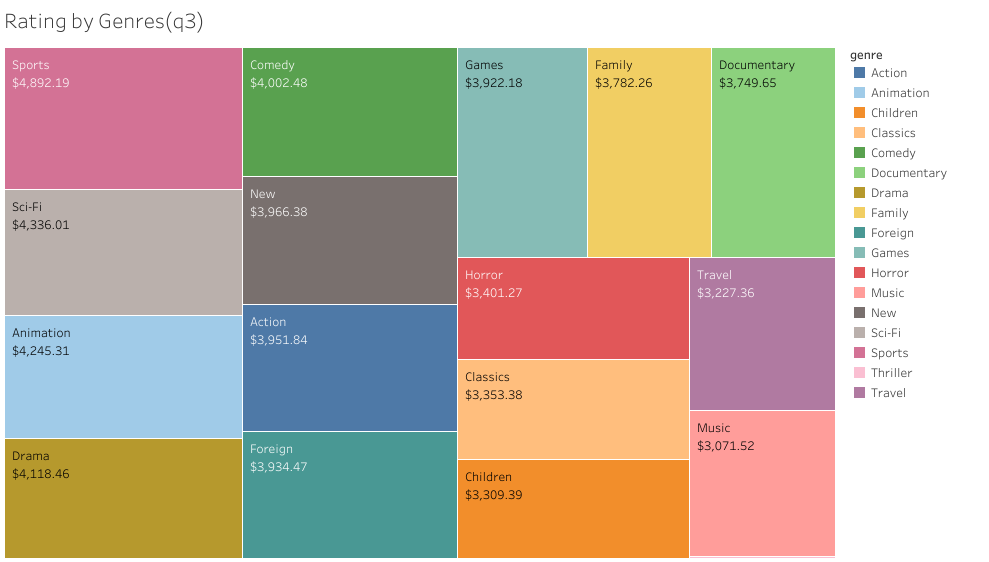 Rating by Genres(q3)
Sports
$4,892.19
Sci-Fi
$4,336.01
Animation
$4,245.31
Drama
$4,118.46
Comedy
$4,002.48
New
$3,966.38
Action
$3,951.84
Foreign
$3,934.47
Games
$3,922.18
Family
$3,782.26
Documentary
$3,749.65
Horror
$3,401.27
Classics
$3,353.38
Children
$3,309.39
Travel
$3,227.36
Music
$3,071.52
genre
Action
Animation
Children
Classics
Comedy
Documentary
Drama
Family
Foreign
Games
Horror
Music
New
Sci-Fi
Sports
Thriller
Travel